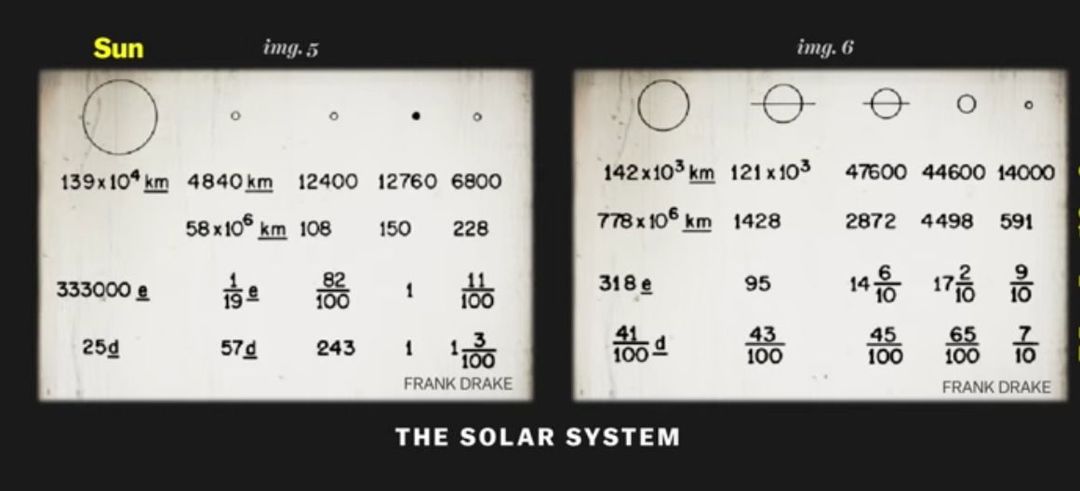 Sun
img. 5
139x10⁴ km 4840 km 12400 12760 6800
58x10⁶ km 108 150 228
333000 e 1/19 e 82/100 1 11/100
25d 57d 243 1 1 3/100
FRANK DRAKE
img. 6
142x10³ km 121x10³ 47600 44600 14000
778x10⁶ km 1428 2872 4498 591
318 e 95 14 6/10 17 2/10 9/10
41/100 d 43/100 45/100 65/100 7/10
FRANK DRAKE
THE SOLAR SYSTEM